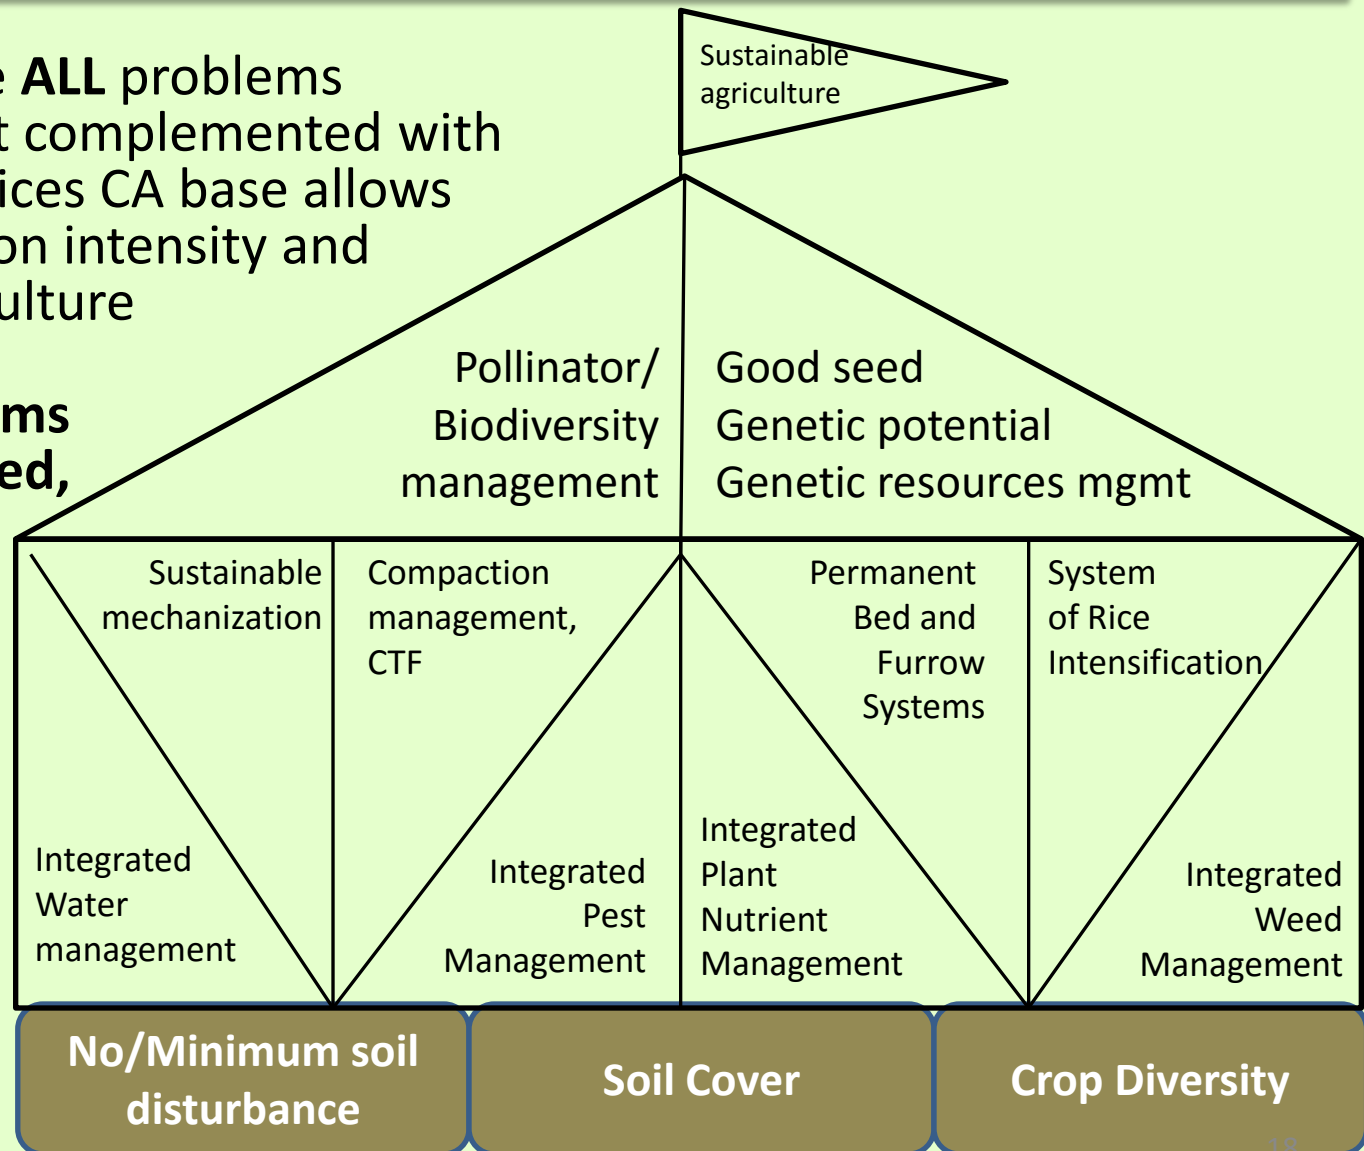 e ALL problems
t complemented with
ices CA base allows
on intensity and
ulture
ms
ed,
Sustainable
agriculture
Pollinator/
Biodiversity
management
Good seed
Genetic potential
Genetic resources mgmt
Sustainable
mechanization
Compaction
management,
CTF
Permanent
Bed and
Furrow
Systems
System
of Rice
Intensification
Integrated
Water
management
Integrated
Pest
Management
Integrated
Plant
Nutrient
Management
Integrated
Weed
Management
No/Minimum soil
disturbance
Soil Cover
Crop Diversity